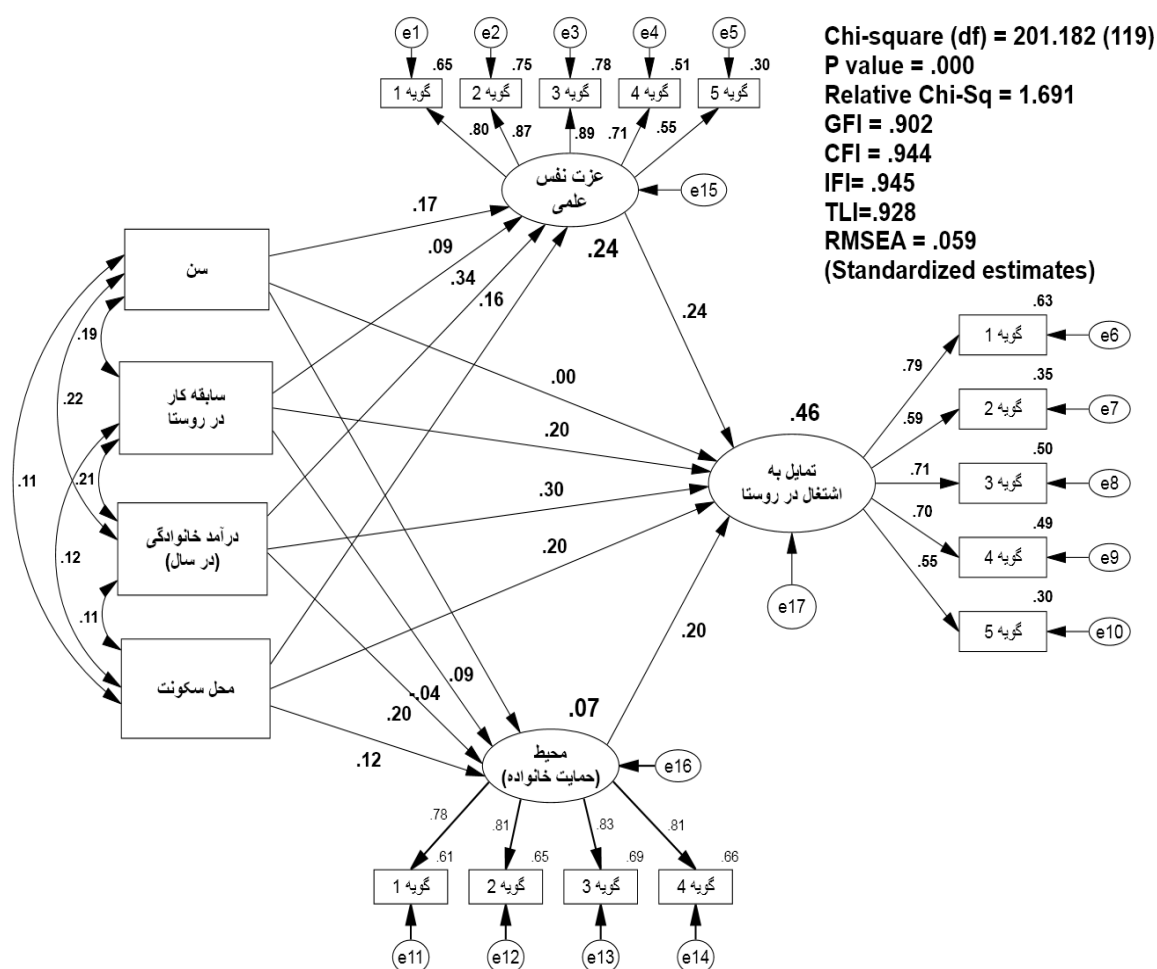 Chi-square (df) = 201.182 (119)
P value = .000
Relative Chi-Sq = 1.691
GFI = .902
CFI = .944
IFI= .945
TLI=.928
RMSEA = .059
(Standardized estimates)
e1
e2
e3
e4
e5
.65
.75
.78
.51
.30
گویه 1
گویه 2
گویه 3
گویه 4
گویه 5
.80
.87
.89
.71
.55
عزت نفس
علمی
e15
.24
.17
.09
.34
.16
سن
سابقه کار
در روستا
درآمد خانوادگی
(در سال)
محل سکونت
.19
.22
.11
.21
.12
.11
.24
.00
.20
.30
.20
.20
.46
تمایل به
اشتغال در روستا
e17
.79
.59
.71
.70
.55
.63
گویه 1
e6
.35
گویه 2
e7
.50
گویه 3
e8
.49
گویه 4
e9
.30
گویه 5
e10
.09
-.04
.20
.12
.07
محیط
(حمایت خانواده)
e16
.78
.81
.83
.81
.61
.65
.69
.66
گویه 1
گویه 2
گویه 3
گویه 4
e11
e12
e13
e14